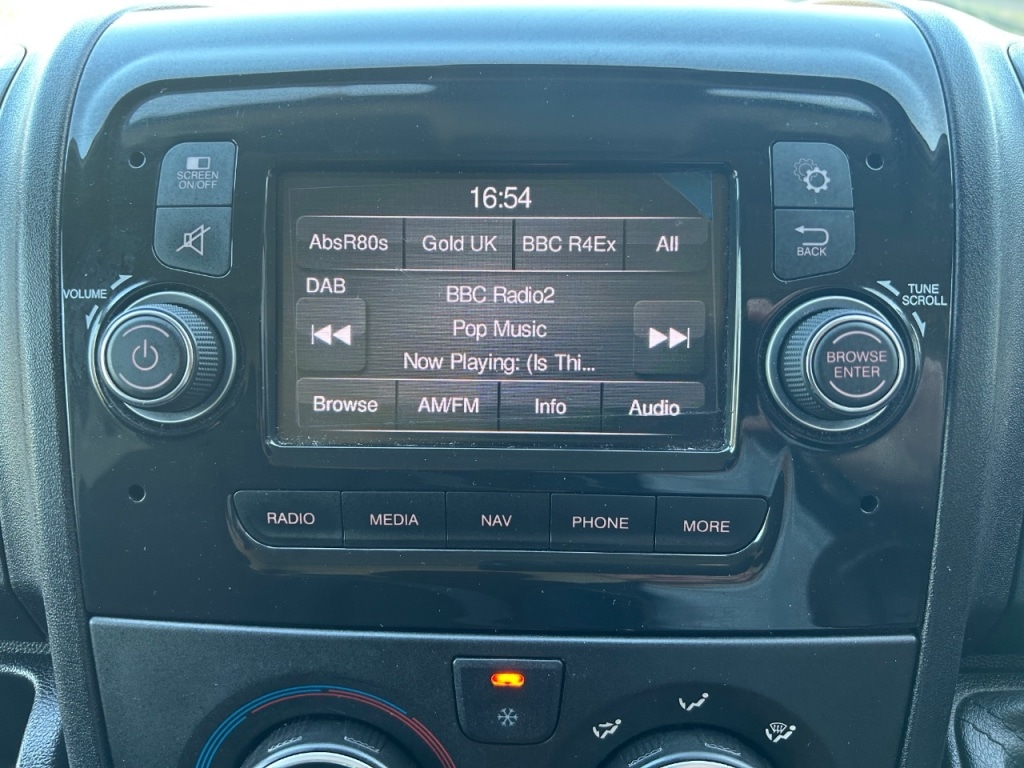 SCREEN
ON/OFF
16:54
AbsR80s Gold UK BBC R4Ex All
DAB
BBC Radio2
Pop Music
Now Playing: (Is Thi...
Browse AM/FM Info Audio
BACK
VOLUME
TUNE
SCROLL
BROWSE
ENTER
RADIO MEDIA NAV PHONE MORE